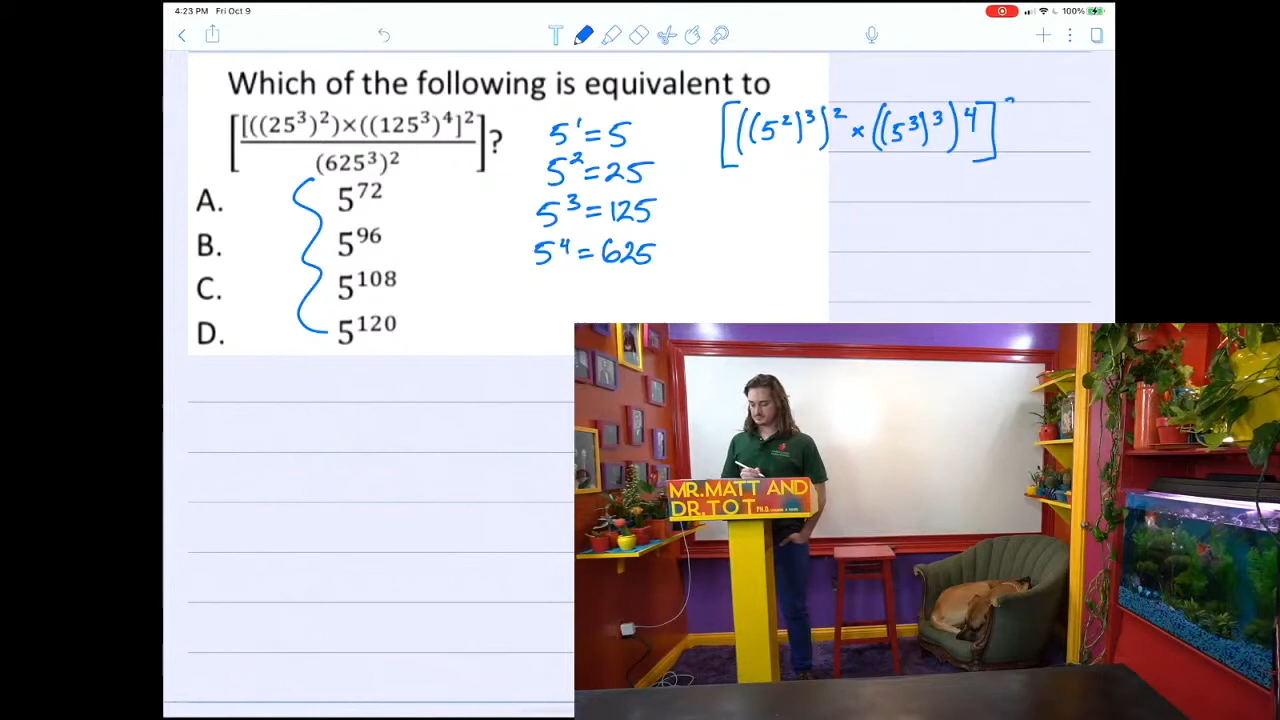 4:23 PM Fri Oct 9 100%
Which of the following is equivalent to
[[((25³)²)×((125³)⁴]²/(625³)²]?
A. 5⁷²
B. 5⁹⁶
C. 5¹⁰⁸
D. 5¹²⁰
5¹=5
5²=25
5³=125
5⁴=625
[((5²)³)²×((5³)³)⁴]
MR.MATT AND
DR.TOT PH.D.